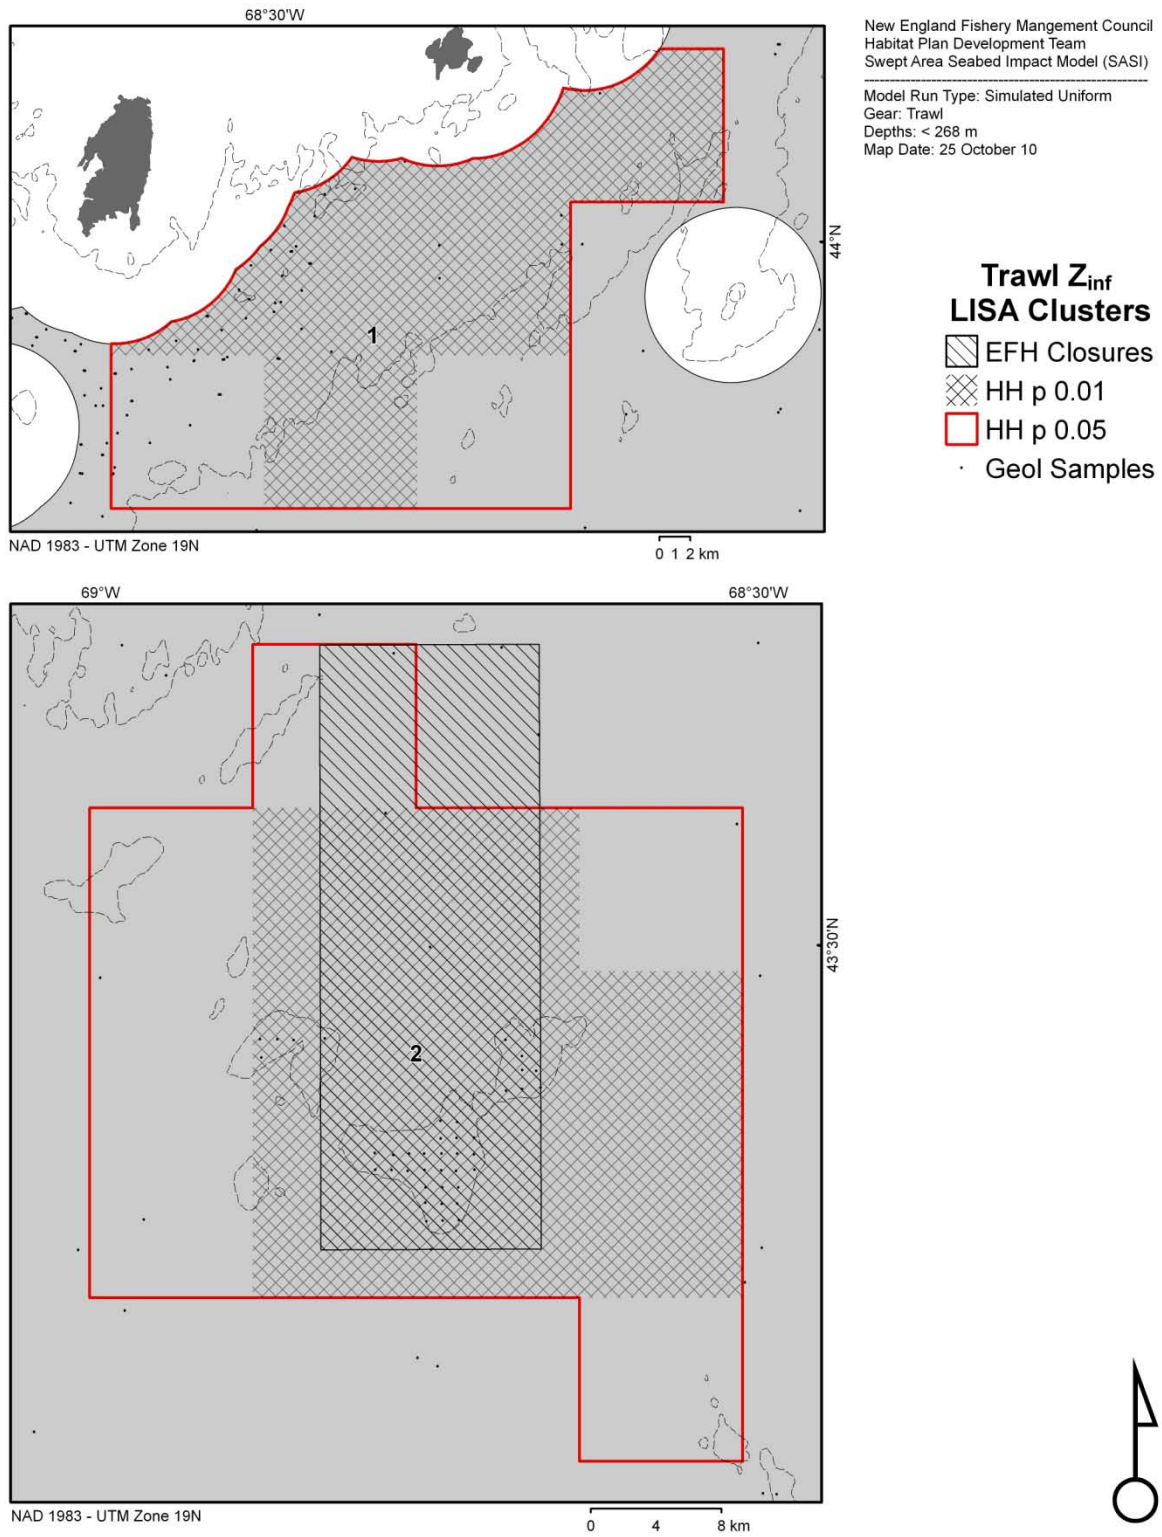 68°30'W
New England Fishery Mangement Council
Habitat Plan Development Team
Swept Area Seabed Impact Model (SASI)
Model Run Type: Simulated Uniform
Gear: Trawl
Depths: < 268 m
Map Date: 25 October 10
44°N
Trawl Zinf
LISA Clusters
EFH Closures
HH p 0.01
HH p 0.05
Geol Samples
1
NAD 1983 - UTM Zone 19N
0 1 2 km
69°W
68°30'W
43°30'N
2
NAD 1983 - UTM Zone 19N
0 4 8 km